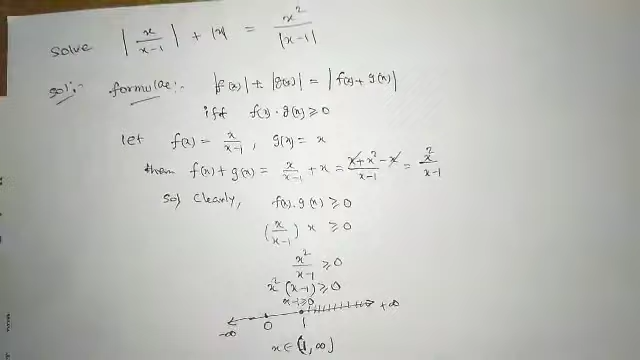 solve |x/(x-1)| + |x| = x²/|x-1|
sol:- formulae:- |f(x)| + |g(x)| = |f(x)+g(x)|
iff f(x)·g(x) ≥ 0
let f(x) = x/(x-1), g(x) = x
then f(x)+g(x) = x/(x-1) + x = (x+x²-x)/(x-1) = x²/(x-1)
so, clearly, f(x).g(x) ≥ 0
(x/(x-1)) x ≥ 0
x²/(x-1) ≥ 0
x²(x-1) ≥ 0
x-1 ≥ 0
-∞ 0 1 +∞
x ∈ (1, ∞)